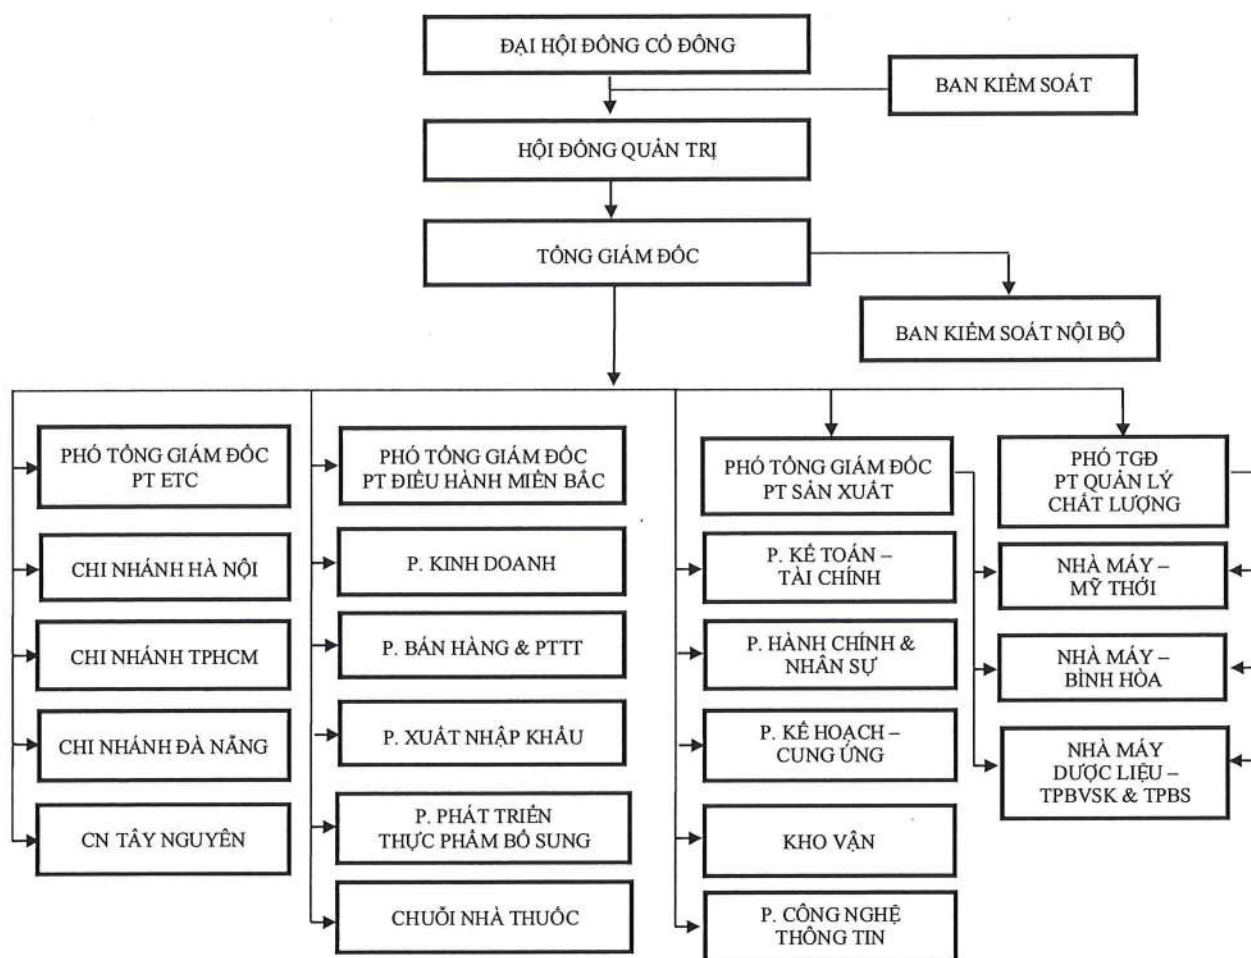 ĐẠI HỘI ĐỒNG CỔ ĐÔNG
BAN KIỂM SOÁT
HỘI ĐỒNG QUẢN TRỊ
TỔNG GIÁM ĐỐC
BAN KIỂM SOÁT NỘI BỘ
PHÓ TỔNG GIÁM ĐỐC
PT ETC
CHI NHÁNH HÀ NỘI
CHI NHÁNH TPHCM
CHI NHÁNH ĐÀ NẴNG
CN TÂY NGUYÊN
PHÓ TỔNG GIÁM ĐỐC
PT ĐIỀU HÀNH MIỀN BẮC
P. KINH DOANH
P. BÁN HÀNG & PTTT
P. XUẤT NHẬP KHẨU
P. PHÁT TRIỂN
THỰC PHẨM BỔ SUNG
CHUỖI NHÀ THUỐC
PHÓ TỔNG GIÁM ĐỐC
PT SẢN XUẤT
P. KẾ TOÁN –
TÀI CHÍNH
P. HÀNH CHÍNH &
NHÂN SỰ
P. KẾ HOẠCH –
CUNG ỨNG
KHO VẬN
P. CÔNG NGHỆ
THÔNG TIN
PHÓ TGĐ
PT QUẢN LÝ
CHẤT LƯỢNG
NHÀ MÁY –
MỸ THỚI
NHÀ MÁY –
BÌNH HÒA
NHÀ MÁY
DƯỢC LIỆU –
TPBVSK & TPBS